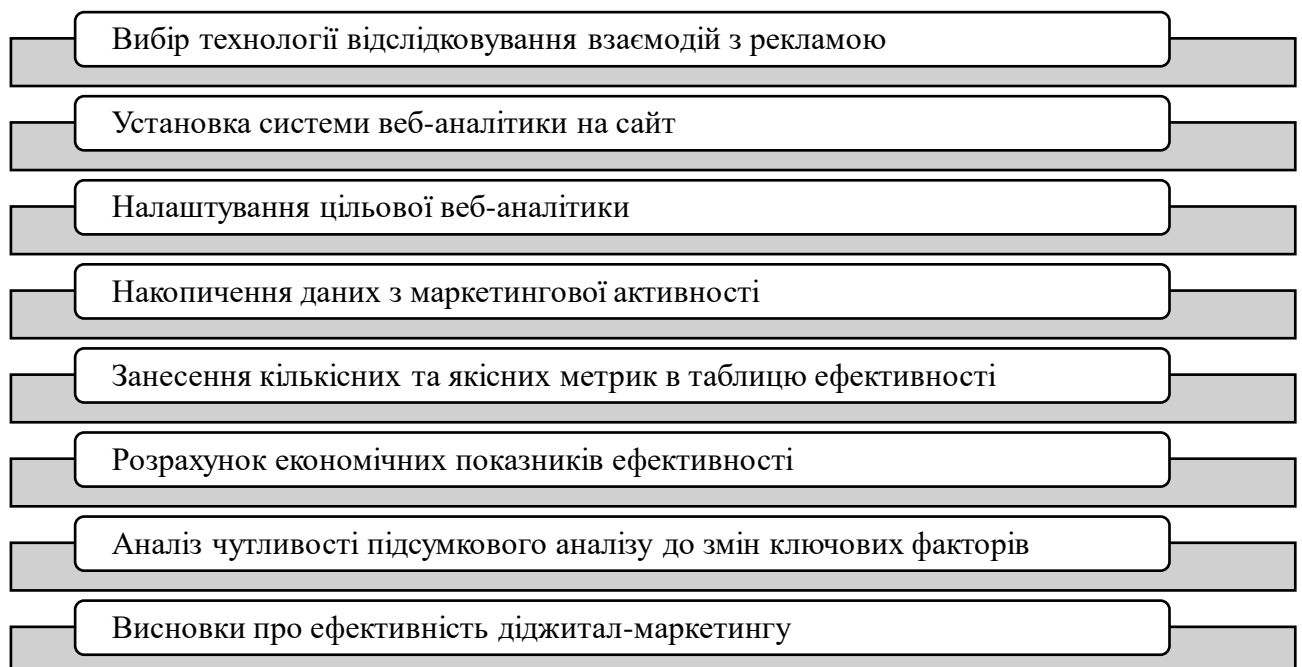 Вибір технології відслідковування взаємодій з рекламою
Установка системи веб-аналітики на сайт
Налаштування цільової веб-аналітики
Накопичення даних з маркетингової активності
Занесення кількісних та якісних метрик в таблицю ефективності
Розрахунок економічних показників ефективності
Аналіз чутливості підсумкового аналізу до змін ключових факторів
Висновки про ефективність діджитал-маркетингу